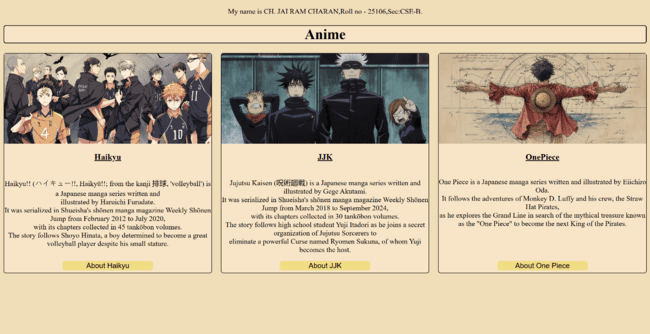 My name is CH. JAI RAM CHARAN,Roll no - 25106,Sec:CSE-B.
Anime
Haikyu
Haikyu!! (ハイキュー!!, Haikyū!!; from the kanji 排球, 'volleyball') is
a Japanese manga series written and
illustrated by Haruichi Furudate.
It was serialized in Shueisha's shōnen manga magazine Weekly Shōnen
Jump from February 2012 to July 2020,
with its chapters collected in 45 tankōbon volumes.
The story follows Shoyo Hinata, a boy determined to become a great
volleyball player despite his small stature.
About Haikyu
JJK
Jujutsu Kaisen (呪術廻戦) is a Japanese manga series written and
illustrated by Gege Akutami.
It was serialized in Shueisha's shōnen manga magazine Weekly Shōnen
Jump from March 2018 to September 2024,
with its chapters collected in 30 tankōbon volumes.
The story follows high school student Yuji Itadori as he joins a secret
organization of Jujutsu Sorcerers to
eliminate a powerful Curse named Ryomen Sukuna, of whom Yuji
becomes the host.
About JJK
OnePiece
One Piece is a Japanese manga series written and illustrated by Eiichiro
Oda.
It follows the adventures of Monkey D. Luffy and his crew, the Straw
Hat Pirates,
as he explores the Grand Line in search of the mythical treasure known
as the "One Piece" to become the next King of the Pirates.
About One Piece
4
10